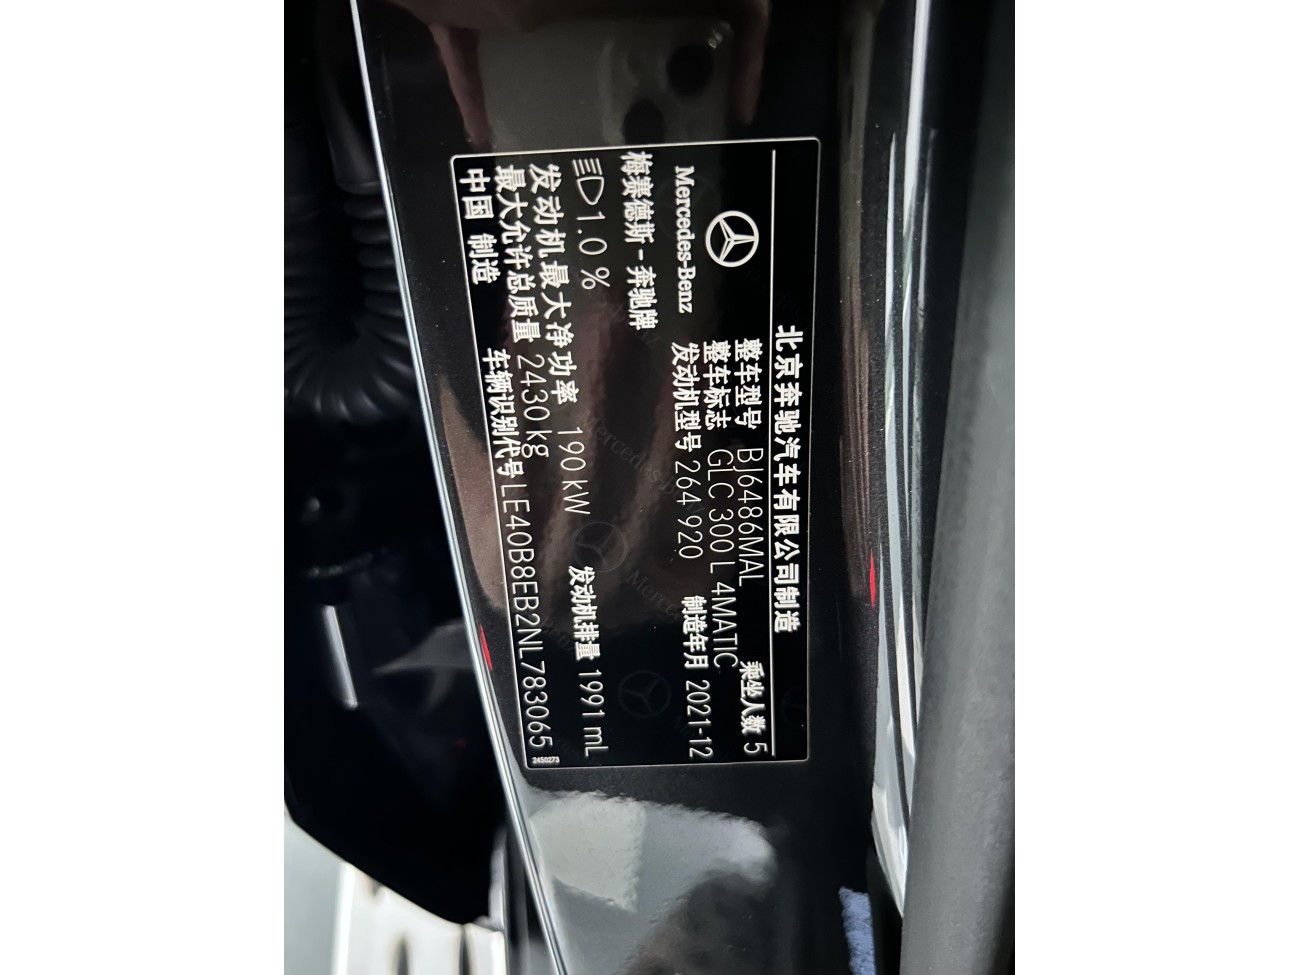 北京奔驰汽车有限公司制造
Mercedes-Benz
梅赛德斯-奔驰牌
整车型号 BJ6486MAL 乘坐人数 5
整车标志 GLC 300 L 4MATIC
发动机型号 264 920 制造年月 2021-12
1.0 % 发动机排量 1991 mL
发动机最大净功率 190 kW
最大允许总质量 2430 kg
中国 制造 车辆识别代号 LE40B8EB2NL783065
2450273